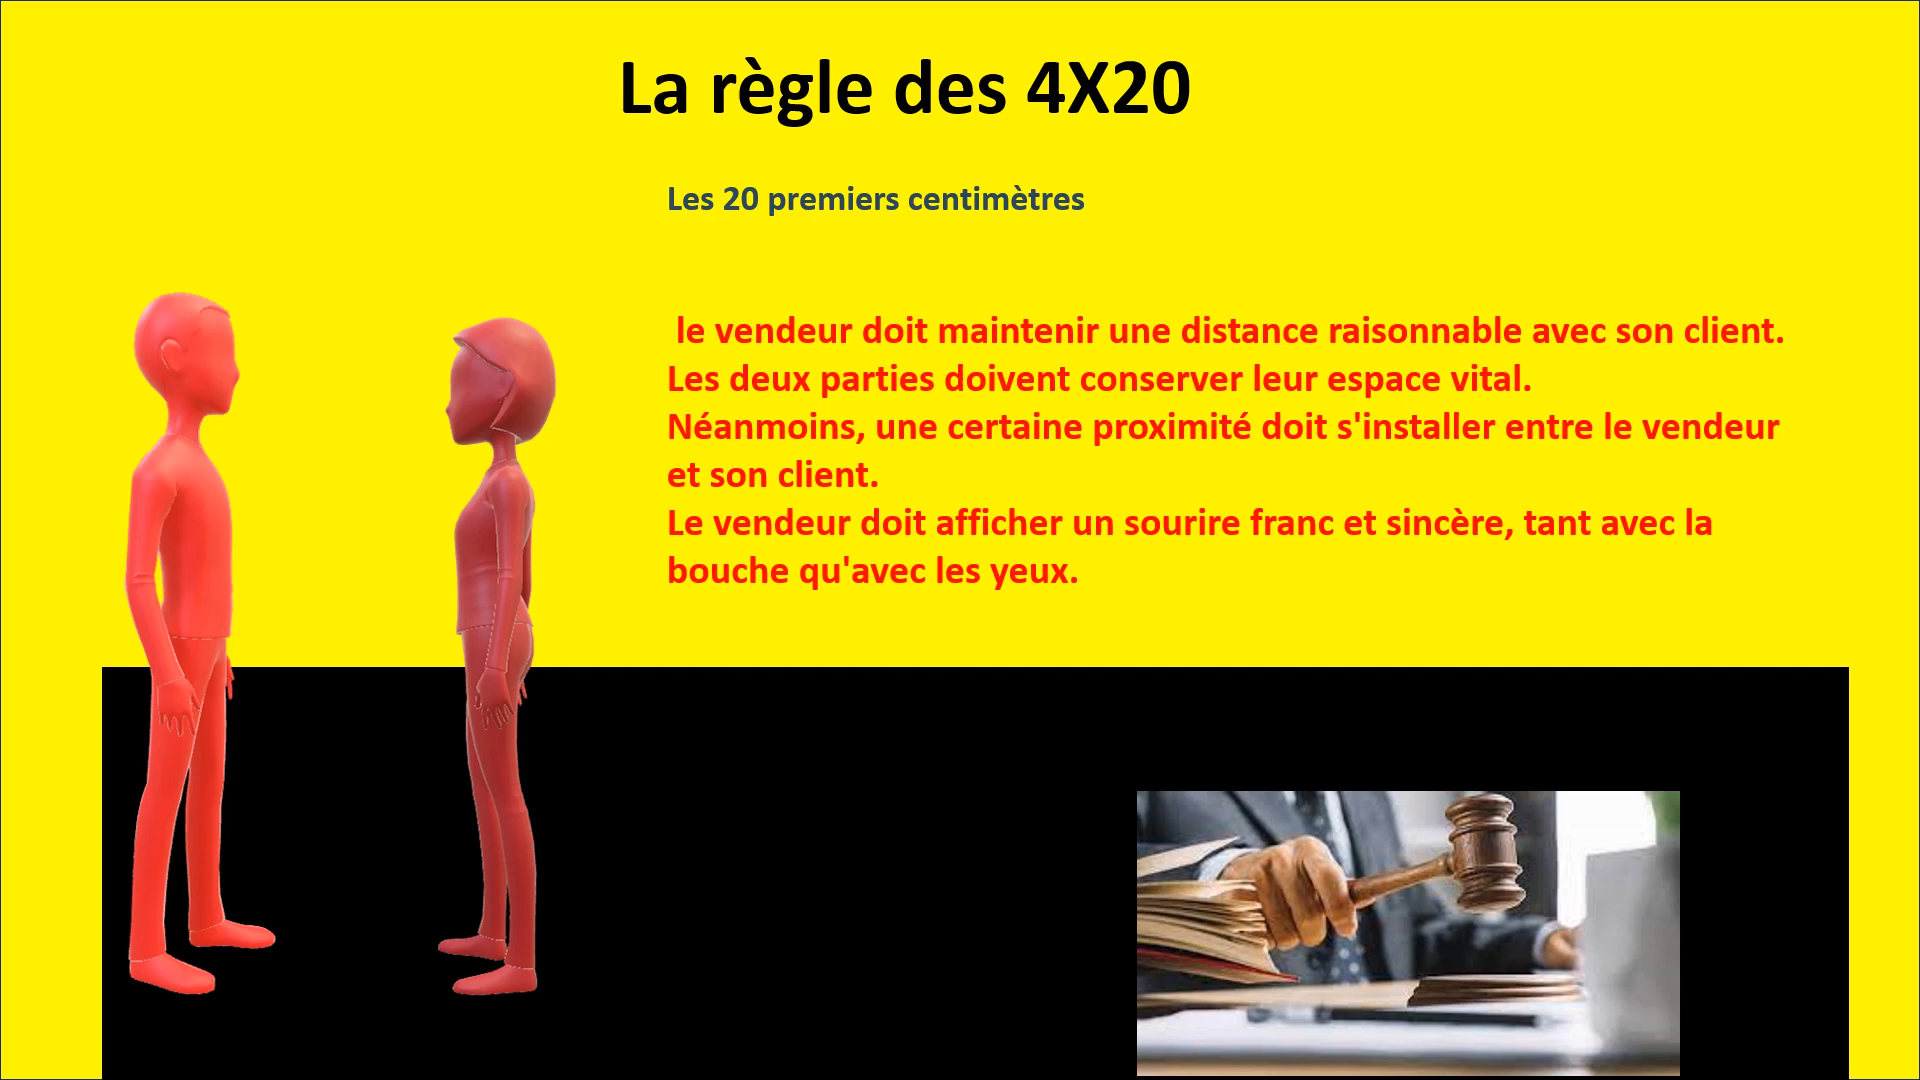 La règle des 4X20
Les 20 premiers centimètres
le vendeur doit maintenir une distance raisonnable avec son client.
Les deux parties doivent conserver leur espace vital.
Néanmoins, une certaine proximité doit s'installer entre le vendeur
et son client.
Le vendeur doit afficher un sourire franc et sincère, tant avec la
bouche qu'avec les yeux.